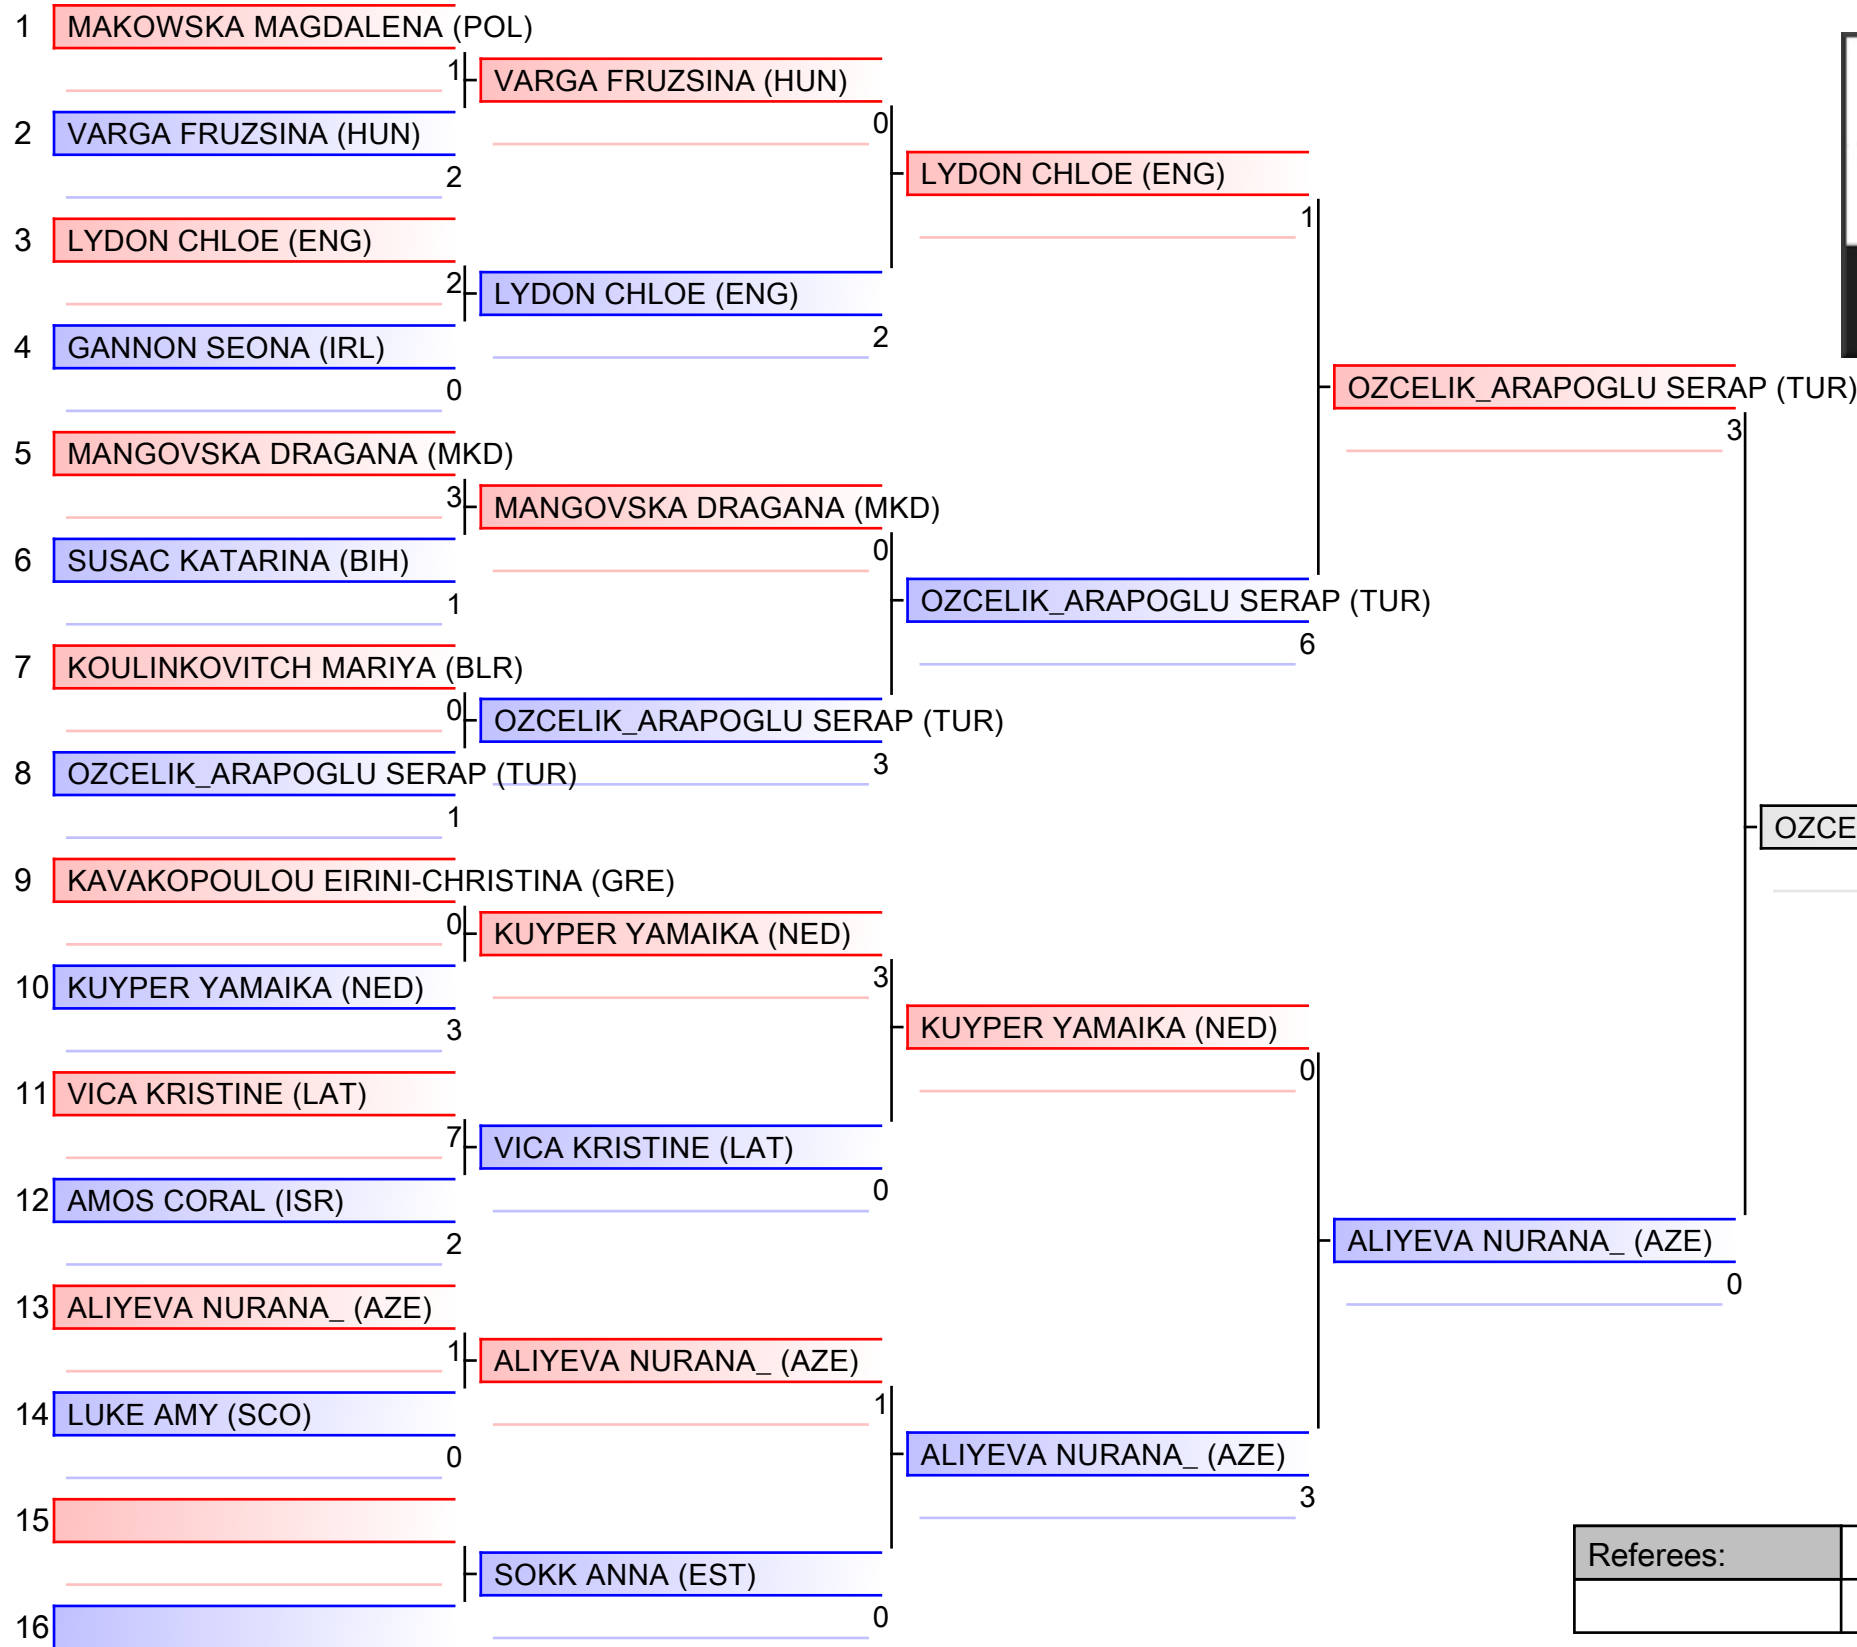 1 MAKOWSKA MAGDALENA (POL)
1 VARGA FRUZSINA (HUN)
0
2 VARGA FRUZSINA (HUN)
2
LYDON CHLOE (ENG)
1
3 LYDON CHLOE (ENG)
2 LYDON CHLOE (ENG)
2
4 GANNON SEONA (IRL)
0
OZCELIK_ARAPOGLU SERAP (TUR)
3
5 MANGOVSKA DRAGANA (MKD)
3 MANGOVSKA DRAGANA (MKD)
0
6 SUSAC KATARINA (BIH)
1
OZCELIK_ARAPOGLU SERAP (TUR)
6
7 KOULINKOVITCH MARIYA (BLR)
0 OZCELIK_ARAPOGLU SERAP (TUR)
3
8 OZCELIK_ARAPOGLU SERAP (TUR)
1
OZCE
9 KAVAKOPOULOU EIRINI-CHRISTINA (GRE)
0 KUYPER YAMAIKA (NED)
3
10 KUYPER YAMAIKA (NED)
3
KUYPER YAMAIKA (NED)
0
11 VICA KRISTINE (LAT)
7 VICA KRISTINE (LAT)
0
12 AMOS CORAL (ISR)
2
ALIYEVA NURANA_ (AZE)
0
13 ALIYEVA NURANA_ (AZE)
1 ALIYEVA NURANA_ (AZE)
1
14 LUKE AMY (SCO)
0
ALIYEVA NURANA_ (AZE)
3
15
SOKK ANNA (EST)
0
16
Referees: